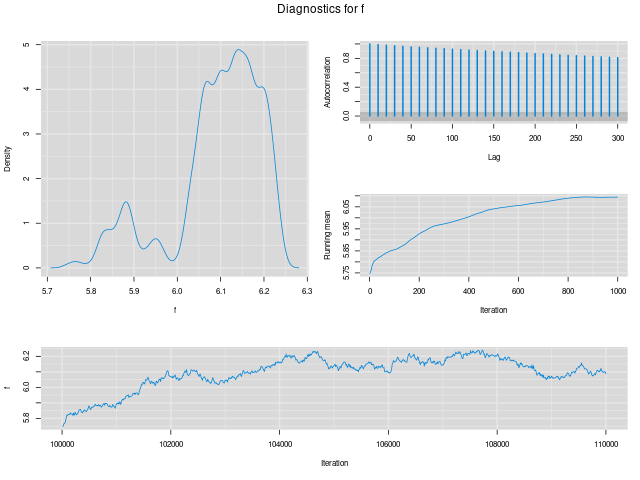 Diagnostics for f
Density
5
4
3
2
1
0
5.7 5.8 5.9 6.0 6.1 6.2 6.3
f
Autocorrelation
0.8
0.4
0.0
0 50 100 150 200 250 300
Lag
Running mean
6.05
5.95
5.85
5.75
0 200 400 600 800 1000
Iteration
f
6.2
6.0
5.8
100000 102000 104000 106000 108000 110000
Iteration